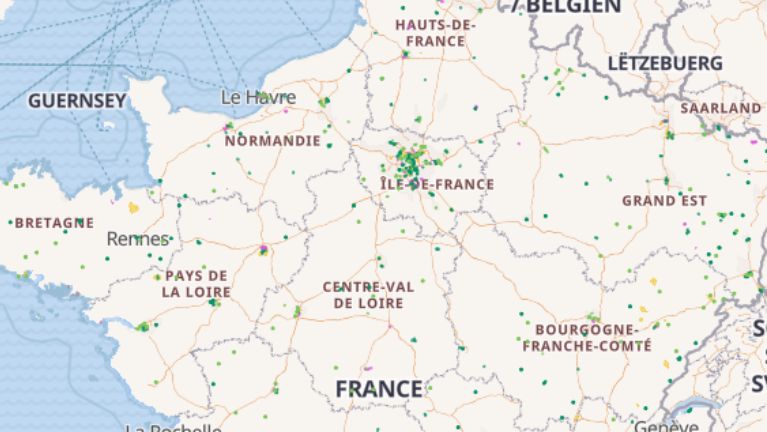 / BELGIEN
HAUTS-DE-
FRANCE
LËTZEBUERG
GUERNSEY
Le Havre
SAARLAND
NORMANDIE
ÎLE-DE-FRANCE
GRAND EST
BRETAGNE
Rennes
PAYS DE
LA LOIRE
CENTRE-VAL
DE LOIRE
BOURGOGNE-
FRANCHE-COMTÉ
FRANCE
La Rochelle
Genève